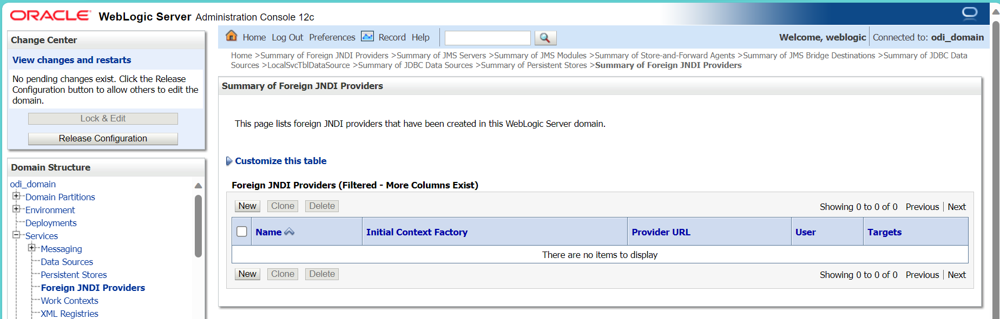 ORACLE WebLogic Server Administration Console 12c
Change Center
View changes and restarts
No pending changes exist. Click the Release
Configuration button to allow others to edit the
domain.
Lock & Edit
Release Configuration
Domain Structure
odi_domain
Domain Partitions
Environment
Deployments
Services
Messaging
Data Sources
Persistent Stores
Foreign JNDI Providers
Work Contexts
XML Registries
Home Log Out Preferences Record Help
Welcome, weblogic Connected to: odi_domain
Home >Summary of Foreign JNDI Providers >Summary of JMS Servers >Summary of JMS Modules >Summary of Store-and-Forward Agents >Summary of JMS Bridge Destinations >Summary of JDBC Data
Sources >LocalSvcTblDataSource >Summary of JDBC Data Sources >Summary of Persistent Stores >Summary of Foreign JNDI Providers
Summary of Foreign JNDI Providers
This page lists foreign JNDI providers that have been created in this WebLogic Server domain.
Customize this table
Foreign JNDI Providers (Filtered - More Columns Exist)
New Clone Delete Showing 0 to 0 of 0 Previous | Next
Name Initial Context Factory Provider URL User Targets
There are no items to display
New Clone Delete Showing 0 to 0 of 0 Previous | Next